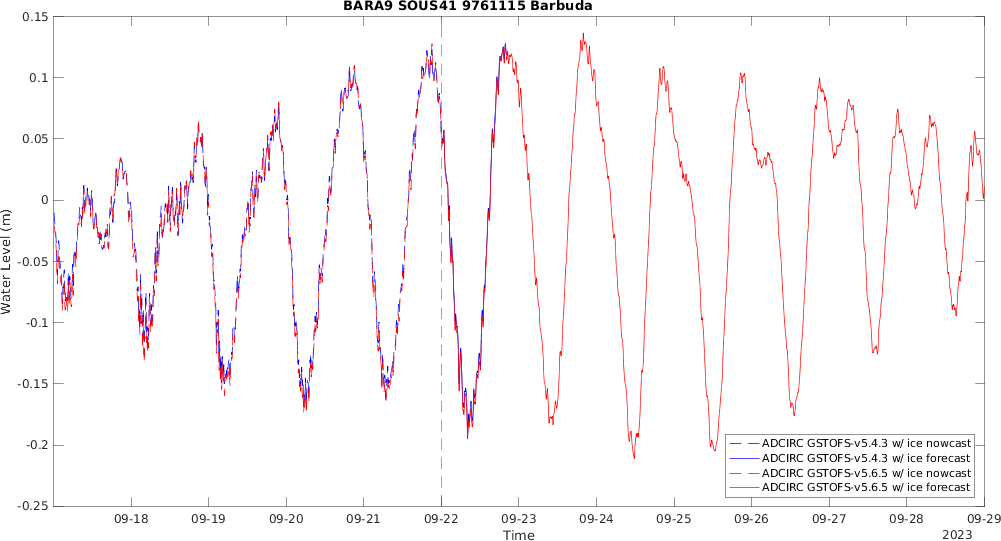 BARA9 SOUS41 9761115 Barbuda
0.15
0.1
0.05
0
-0.05
-0.1
-0.15
-0.2
-0.25
Water Level (m)
ADCIRC GSTOFS-v5.4.3 w/ ice nowcast
ADCIRC GSTOFS-v5.4.3 w/ ice forecast
ADCIRC GSTOFS-v5.6.5 w/ ice nowcast
ADCIRC GSTOFS-v5.6.5 w/ ice forecast
09-18 09-19 09-20 09-21 09-22 09-23 09-24 09-25 09-26 09-27 09-28 09-29
Time
2023